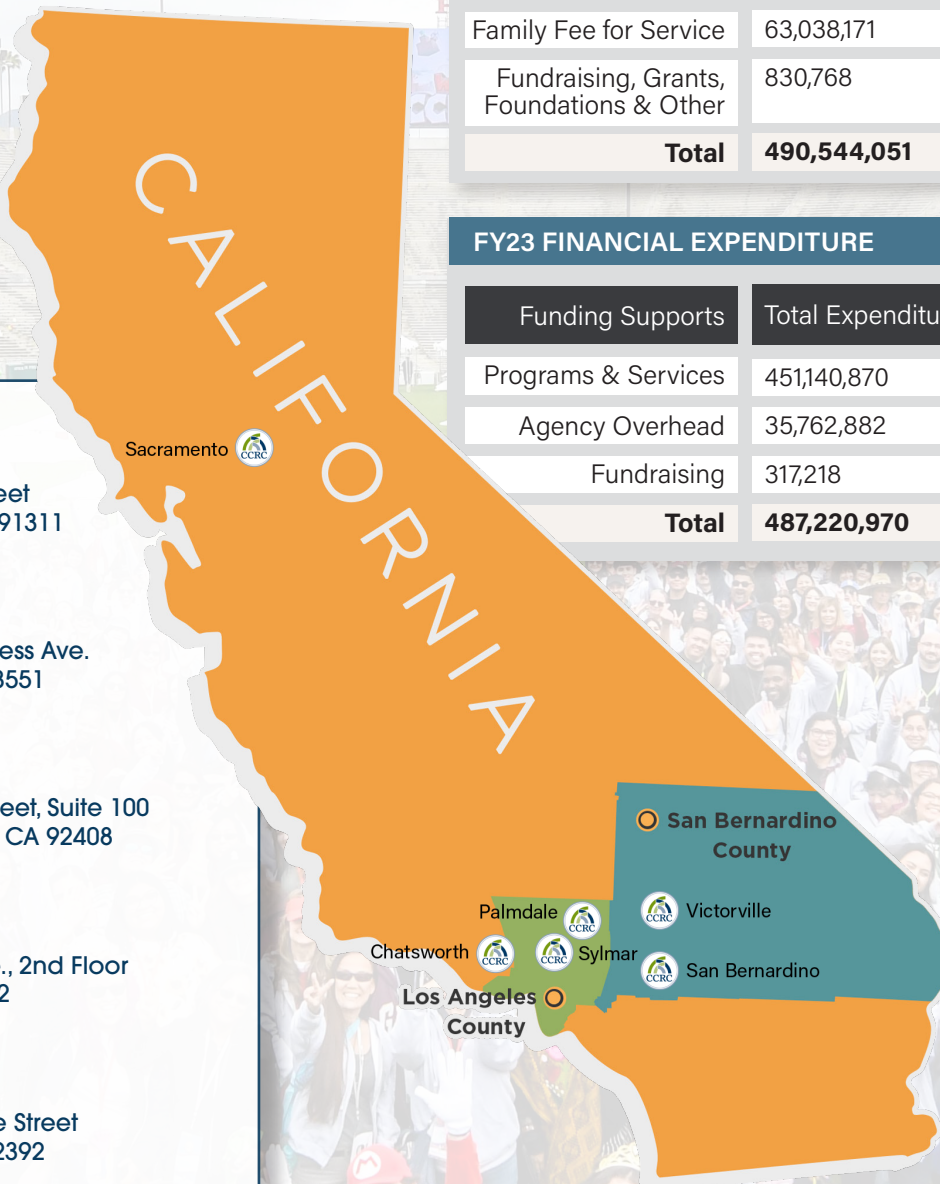 Family Fee for Service 63,038,171
Fundraising, Grants,
Foundations & Other 830,768
Total 490,544,051
FY23 FINANCIAL EXPENDITURE
Funding Supports Total Expenditu
Programs & Services 451,140,870
Agency Overhead 35,762,882
Fundraising 317,218
Total 487,220,970
CALIFORNIA
Sacramento CCRC
eet
91311
ess Ave.
3551
eet, Suite 100
CA 92408
., 2nd Floor
2
e Street
2392
San Bernardino
County
Palmdale CCRC
CCRC Victorville
Chatsworth CCRC
CCRC Sylmar
CCRC San Bernardino
Los Angeles
County
M